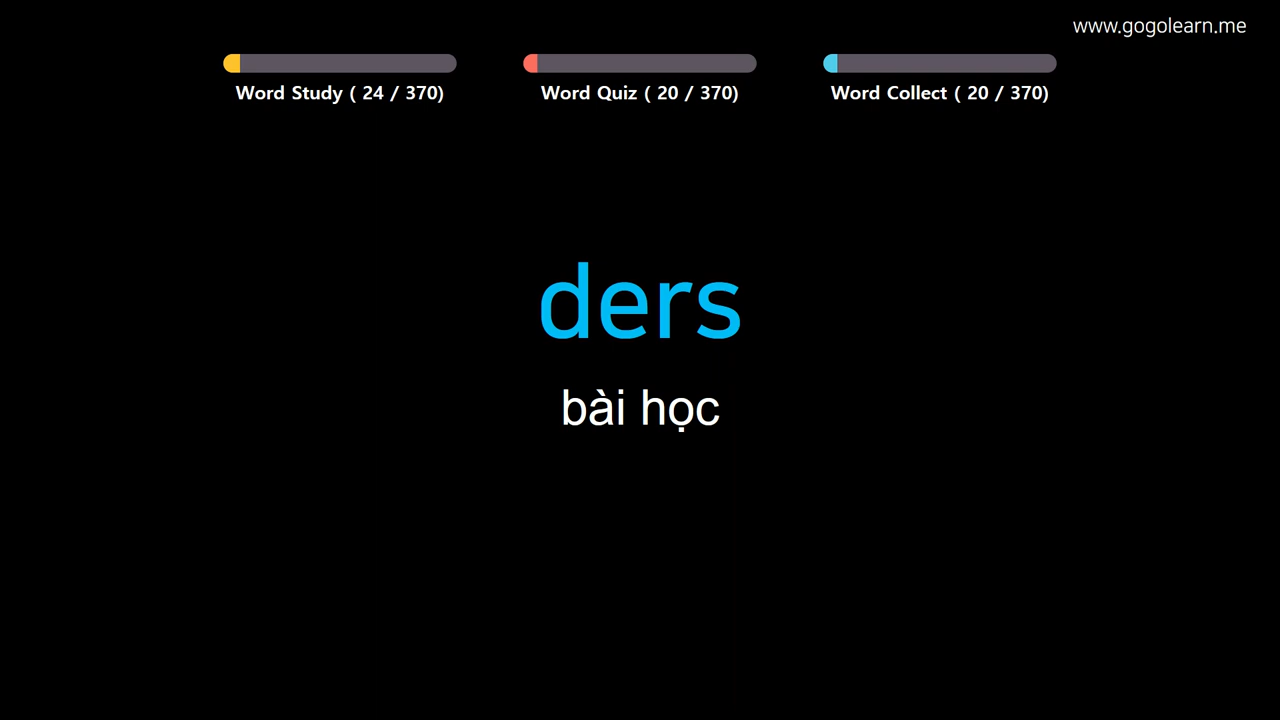 www.gogolearn.me
Word Study ( 24 / 370)
Word Quiz ( 20 / 370)
Word Collect ( 20 / 370)
ders
bài học